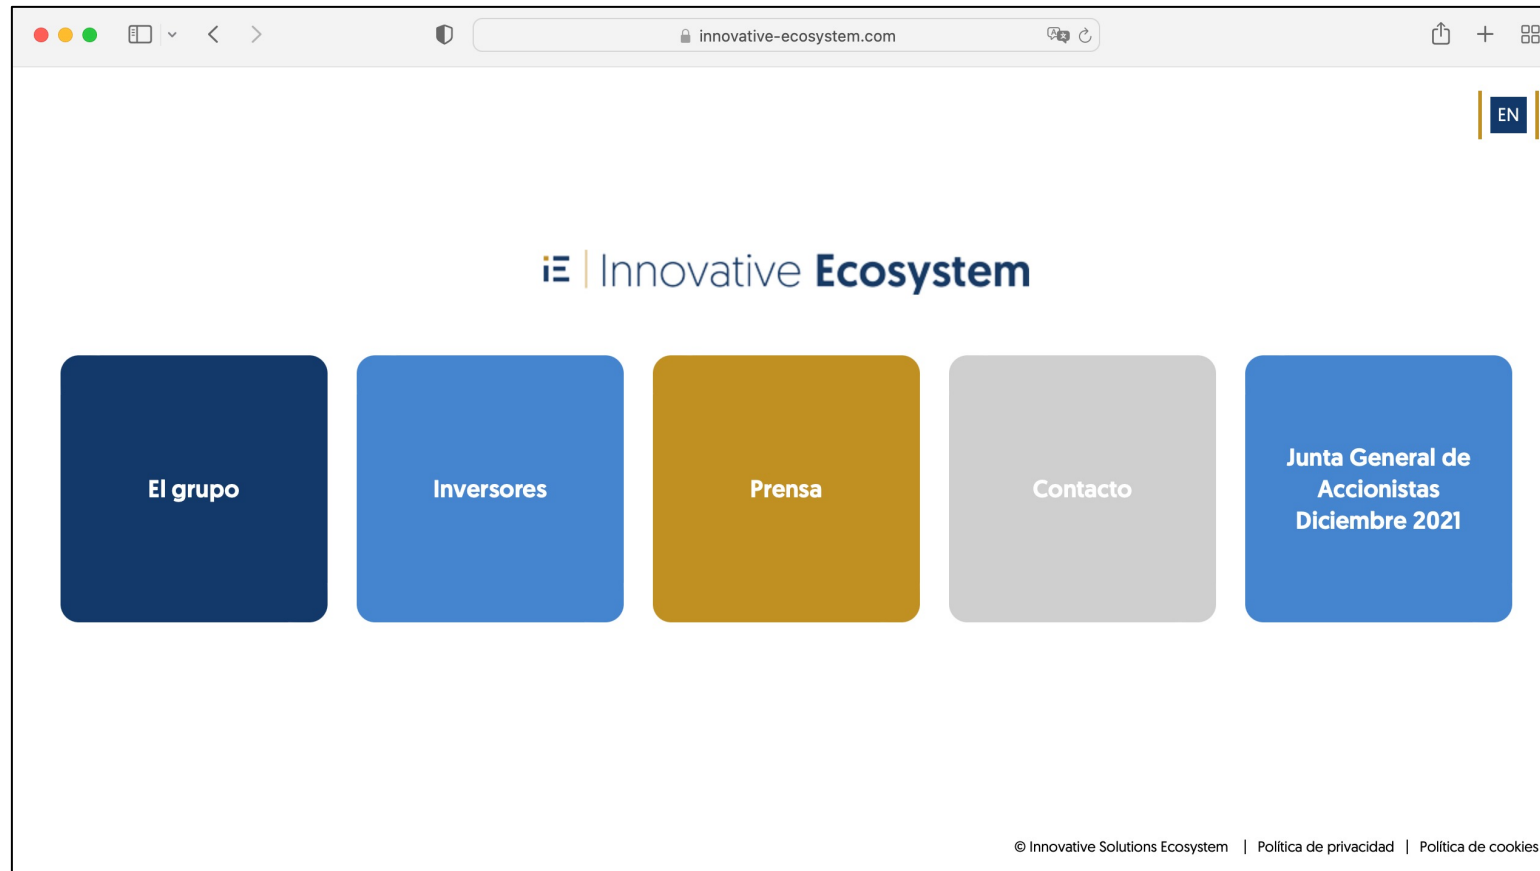 innovative-ecosystem.com
EN
iE | Innovative Ecosystem
El grupo
Inversores
Prensa
Contacto
Junta General de
Accionistas
Diciembre 2021
© Innovative Solutions Ecosystem | Política de privacidad | Política de cookies